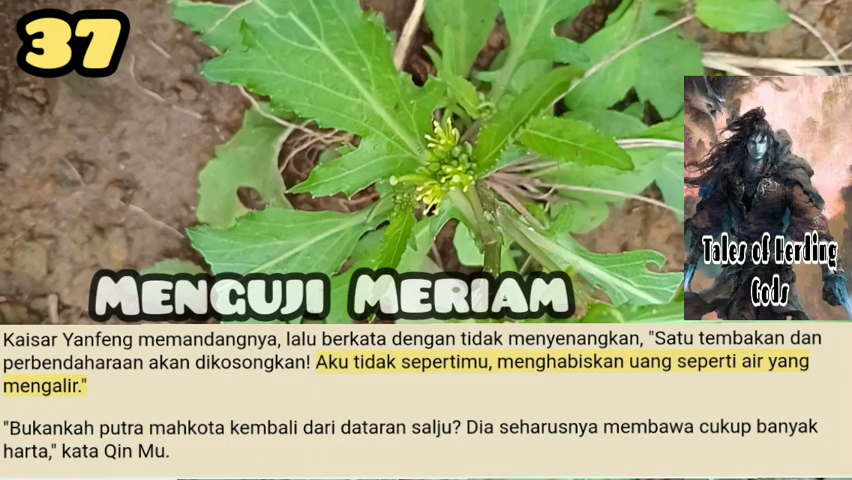 37
Tales of Herding
Gods
MENGUJI MERIAM
Kaisar Yanfeng memandangnya, lalu berkata dengan tidak menyenangkan, "Satu tembakan dan
perbendaharaan akan dikosongkan! Aku tidak sepertimu, menghabiskan uang seperti air yang
mengalir."
"Bukankah putra mahkota kembali dari dataran salju? Dia seharusnya membawa cukup banyak
harta," kata Qin Mu.